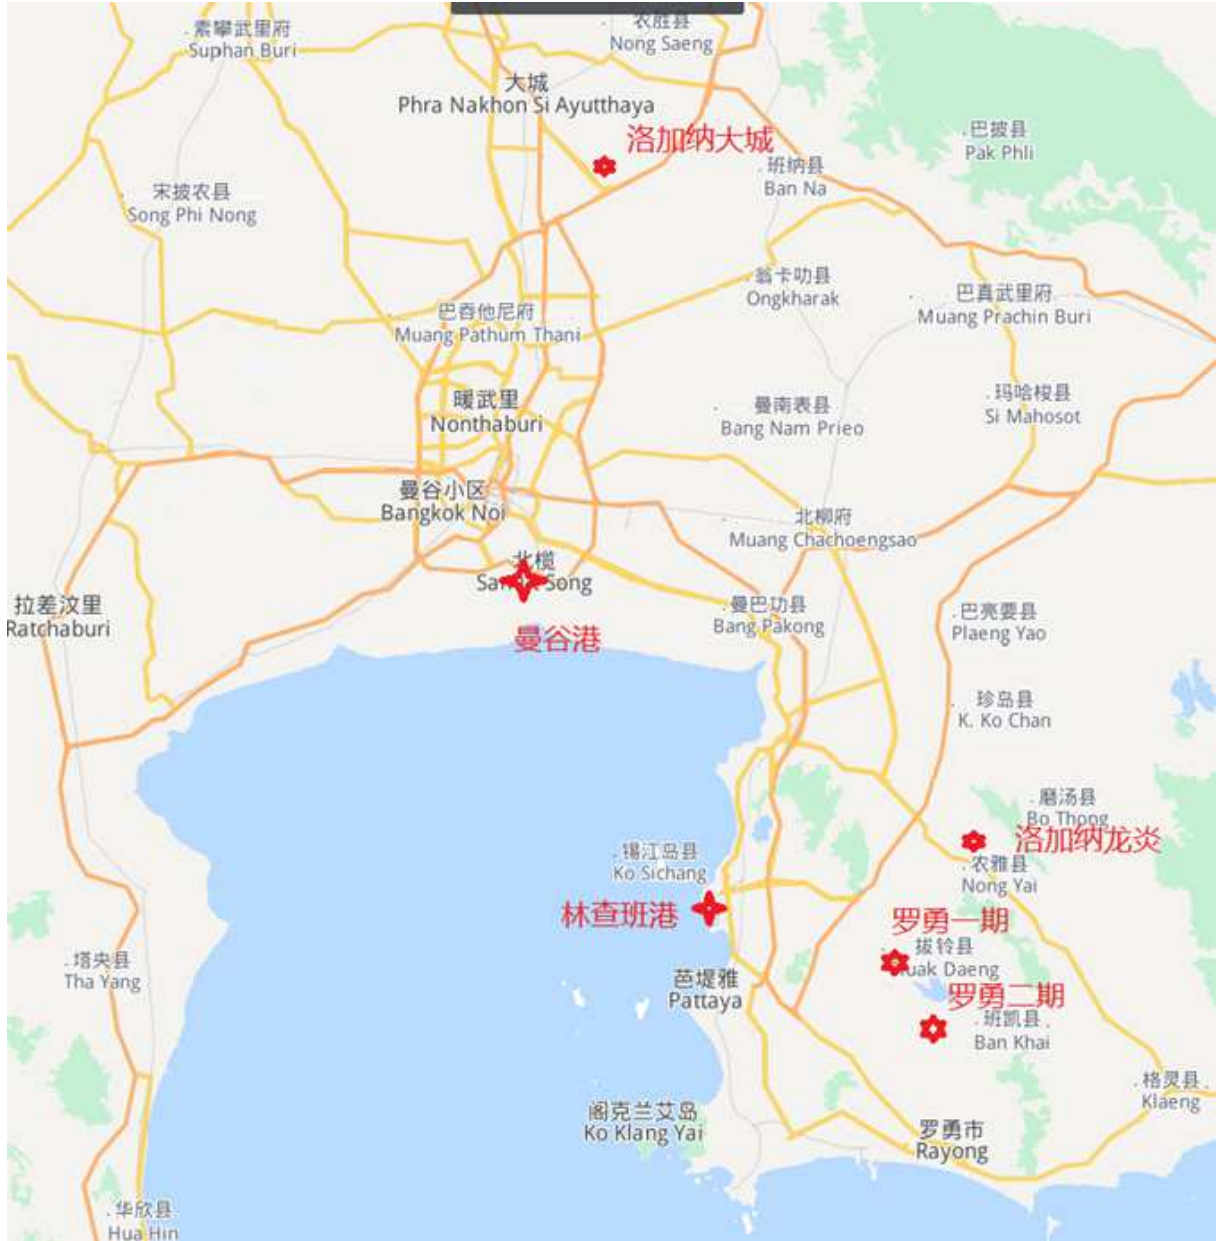 素攀武里府
Suphan Buri
农胜县
Nong Saeng
大城
Phra Nakhon Si Ayutthaya
洛加纳大城
巴披县
Pak Phli
班纳县
Ban Na
宋披农县
Song Phi Nong
翁卡叻县
Ongkharak
巴真武里府
Muang Prachin Buri
巴吞他尼府
Muang Pathum Thani
玛哈梭县
Si Mahosot
曼南表县
Bang Nam Prieo
暖武里
Nonthaburi
曼谷小区
Bangkok Noi
北柳府
Muang Chachoengsao
北榄
Song
曼谷港
拉差汶里
Ratchaburi
曼巴功县
Bang Pakong
巴亮要县
Plaeng Yao
珍岛县
K. Ko Chan
磨汤县
Bo Thong
洛加纳龙炎
农雅县
Nong Yai
锡江岛县
Ko Sichang
林查班港
罗勇一期
拔铃县
uak Daeng
罗勇二期
塔央县
Tha Yang
芭堤雅
Pattaya
班凯县
Ban Khai
格灵县
Klaeng
阁克兰艾岛
Ko Klang Yai
罗勇市
Rayong
华欣县
Hua Hin